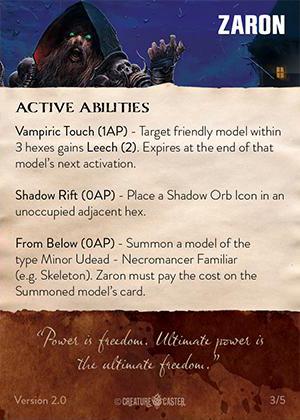 ZARON
ACTIVE ABILITIES
Vampiric Touch (1AP) - Target friendly model within
3 hexes gains Leech (2). Expires at the end of that
model's next activation.
Shadow Rift (0AP) - Place a Shadow Orb Icon in an
unoccupied adjacent hex.
From Below (0AP) - Summon a model of the
type Minor Udead - Necromancer Familiar
(e.g. Skeleton). Zaron must pay the cost on the
Summoned model's card.
"Power is freedom. Ultimate power is
the ultimate freedom."
Version 2.0 © CREATURE CASTER 3/5